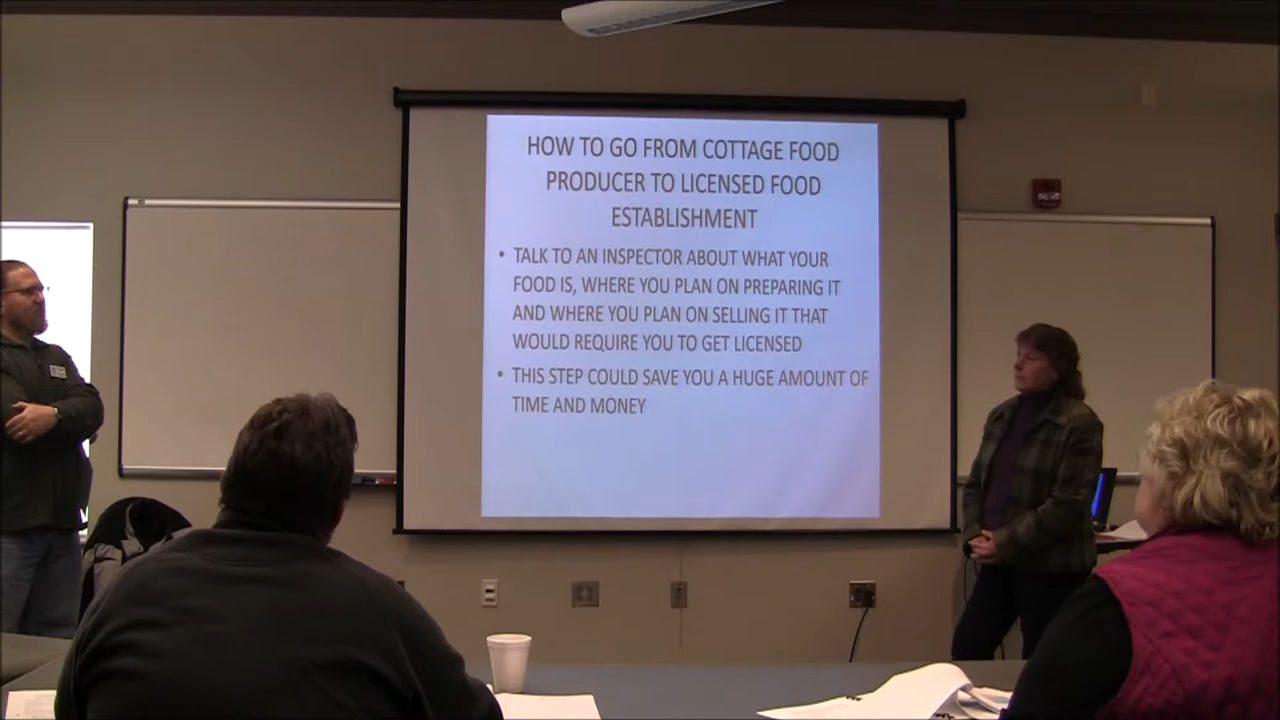 HOW TO GO FROM COTTAGE FOOD
PRODUCER TO LICENSED FOOD
ESTABLISHMENT
• TALK TO AN INSPECTOR ABOUT WHAT YOUR
FOOD IS, WHERE YOU PLAN ON PREPARING IT
AND WHERE YOU PLAN ON SELLING IT THAT
WOULD REQUIRE YOU TO GET LICENSED
• THIS STEP COULD SAVE YOU A HUGE AMOUNT OF
TIME AND MONEY